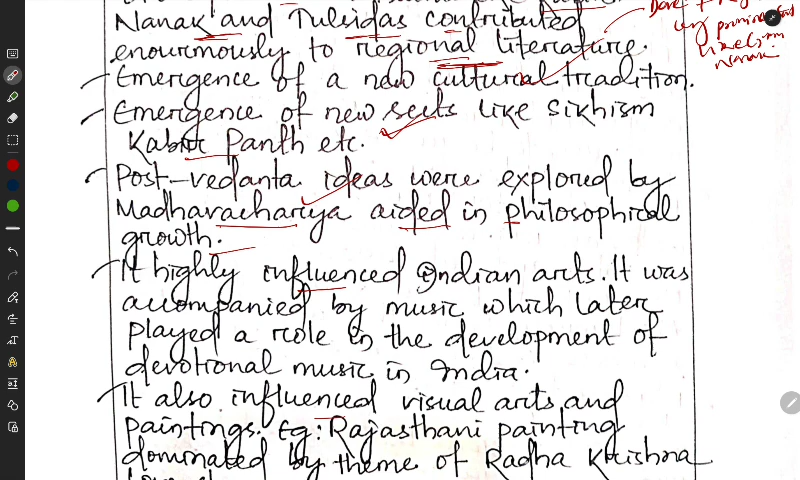 Nanak and Tulsidas contributed
enourmously to regional literature.
Emergence of a new cultural tradition.
Emergence of new sects like Sikhism
Kabir Panth etc.
Post-vedanta ideas were explored by
Madhavachariya aided in philosophical
growth.
It highly influenced Indian arts. It was
accompanied by music which later
played a role in the development of
devotional music in India.
It also influenced visual arts and
paintings. Eg: Rajasthani painting
dominated by theme of Radha Krishna
nanak